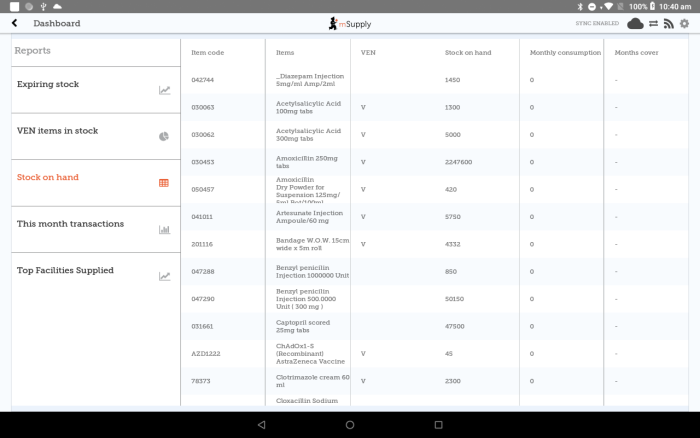 100% 10:40 am
Dashboard
mSupply
SYNC ENABLED
Reports
Expiring stock
VEN items in stock
Stock on hand
This month transactions
Top Facilities Supplied
Item code Items VEN Stock on hand Monthly consumption Months cover
042744 _Diazepam Injection 1450 0 -
5mg/ml Amp/2ml
030063 Acetylsalicylic Acid V 1300 0 -
100mg tabs
030062 Acetylsalicylic Acid V 5000 0 -
300mg tabs
030453 Amoxicillin 250mg V 2247600 0 -
tabs
050457 Amoxicillin V 420 0 -
Dry Powder for
Suspension 125mg/
5ml Bot/100ml
041011 Artesunate Injection V 5750 0 -
Ampoule/60 mg
201116 Bandage W.O.W. 15cm V 4332 0 -
wide x 5m roll
047288 Benzyl penicilin 850 0 -
Injection 1000000 Unit
047290 Benzyl penicilin 50150 0 -
Injection 500.0000
Unit ( 300 mg )
031661 Captopril scored 47500 0 -
25mg tabs
AZD1222 ChAdOx1-S V 45 0 -
(Recombinant)
AstraZeneca Vaccine
78373 Clotrimazole cream 60 V 2300 0 -
ml
Cloxacillin Sodium